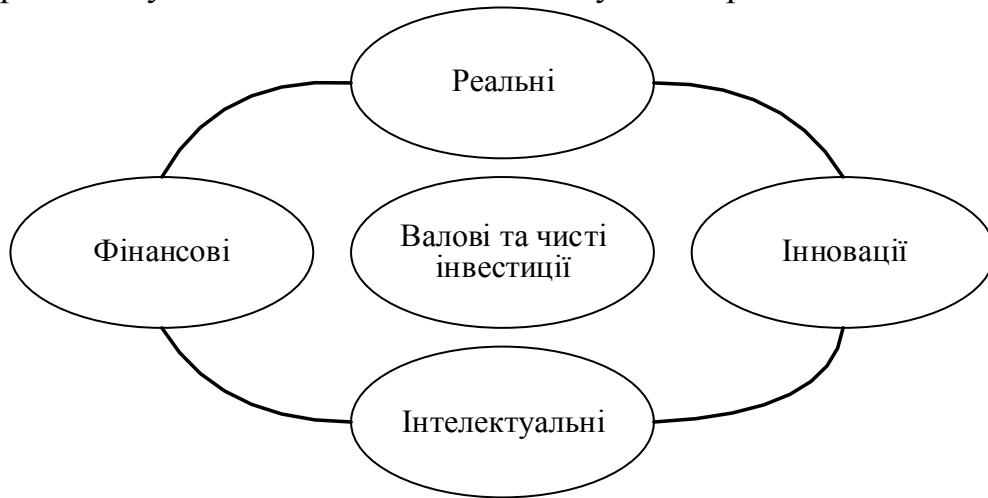 Реальні
Фінансові
Валові та чисті
інвестиції
Інновації
Інтелектуальні